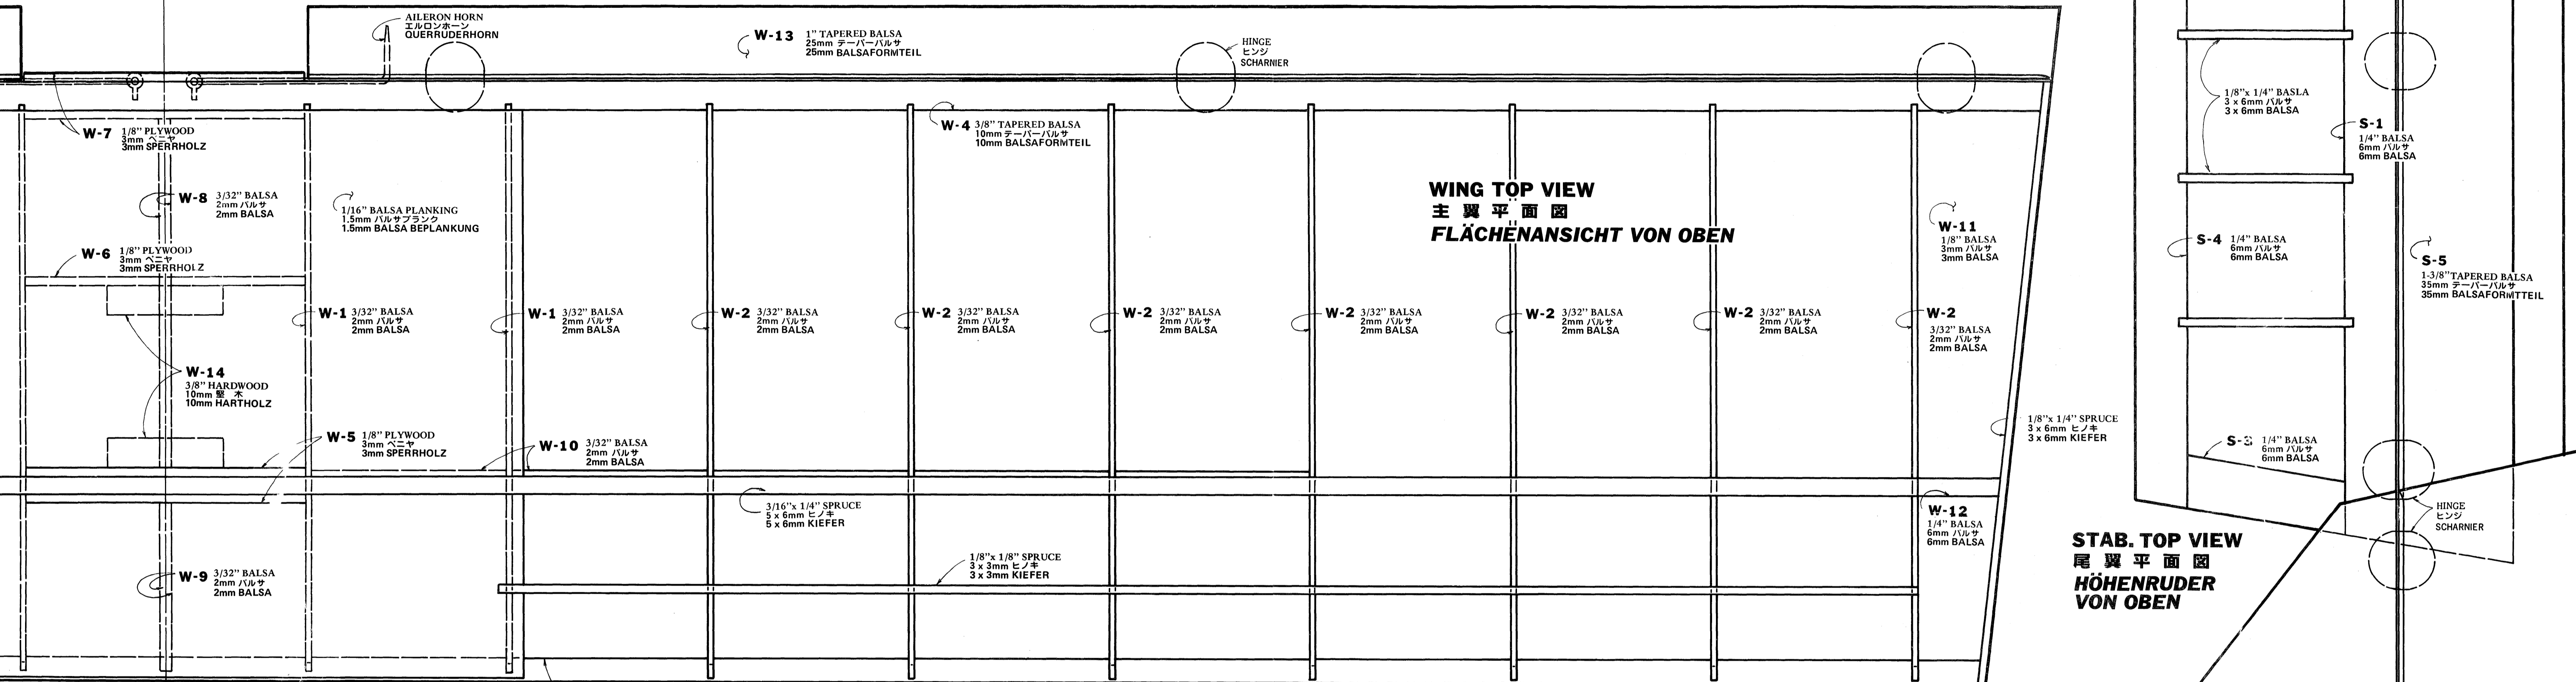 AILERON HORN
エルロンホーン
QUERRUDERHORN
W-13 1" TAPERED BALSA
25mm テーパーバルサ
25mm BALSAFORMTEIL
HINGE
ヒンジ
SCHARNIER
W-7 1/8" PLYWOOD
3mm ベニヤ
3mm SPERRHOLZ
W-4 3/8" TAPERED BALSA
10mm テーパーバルサ
10mm BALSAFORMTEIL
W-8 3/32" BALSA
2mm バルサ
2mm BALSA
1/16" BALSA PLANKING
1.5mm バルサプランク
1.5mm BALSA BEPLANKUNG
WING TOP VIEW
主翼平面図
FLÄCHENANSICHT VON OBEN
W-11
1/8" BALSA
3mm バルサ
3mm BALSA
W-6 1/8" PLYWOOD
3mm ベニヤ
3mm SPERRHOLZ
W-1 3/32" BALSA
2mm バルサ
2mm BALSA
W-1 3/32" BALSA
2mm バルサ
2mm BALSA
W-2 3/32" BALSA
2mm バルサ
2mm BALSA
W-2 3/32" BALSA
2mm バルサ
2mm BALSA
W-2 3/32" BALSA
2mm バルサ
2mm BALSA
W-2 3/32" BALSA
2mm バルサ
2mm BALSA
W-2 3/32" BALSA
2mm バルサ
2mm BALSA
W-2 3/32" BALSA
2mm バルサ
2mm BALSA
W-2
3/32" BALSA
2mm バルサ
2mm BALSA
W-14
3/8" HARDWOOD
10mm 堅 木
10mm HARTHOLZ
W-5 1/8" PLYWOOD
3mm ベニヤ
3mm SPERRHOLZ
W-10 3/32" BALSA
2mm バルサ
2mm BALSA
1/8"x 1/4" SPRUCE
3 x 6mm ヒノキ
3 x 6mm KIEFER
3/16"x 1/4" SPRUCE
5 x 6mm ヒノキ
5 x 6mm KIEFER
W-12
1/4" BALSA
6mm バルサ
6mm BALSA
1/8"x 1/8" SPRUCE
3 x 3mm ヒノキ
3 x 3mm KIEFER
W-9 3/32" BALSA
2mm バルサ
2mm BALSA
1/8"x 1/4" BASLA
3 x 6mm バルサ
3 x 6mm BALSA
S-1
1/4" BALSA
6mm バルサ
6mm BALSA
S-4 1/4" BALSA
6mm バルサ
6mm BALSA
S-5
1-3/8" TAPERED BALSA
35mm テーパーバルサ
35mm BALSAFORMTTEIL
S-3 1/4" BALSA
6mm バルサ
6mm BALSA
HINGE
ヒンジ
SCHARNIER
STAB. TOP VIEW
尾翼平面図
HÖHENRUDER
VON OBEN